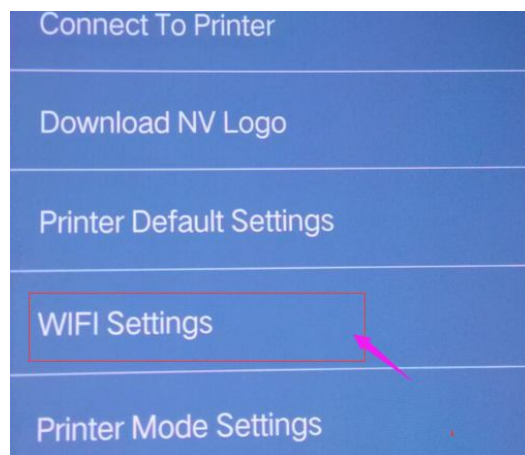 Connect To Printer
Download NV Logo
Printer Default Settings
WIFI Settings
Printer Mode Settings